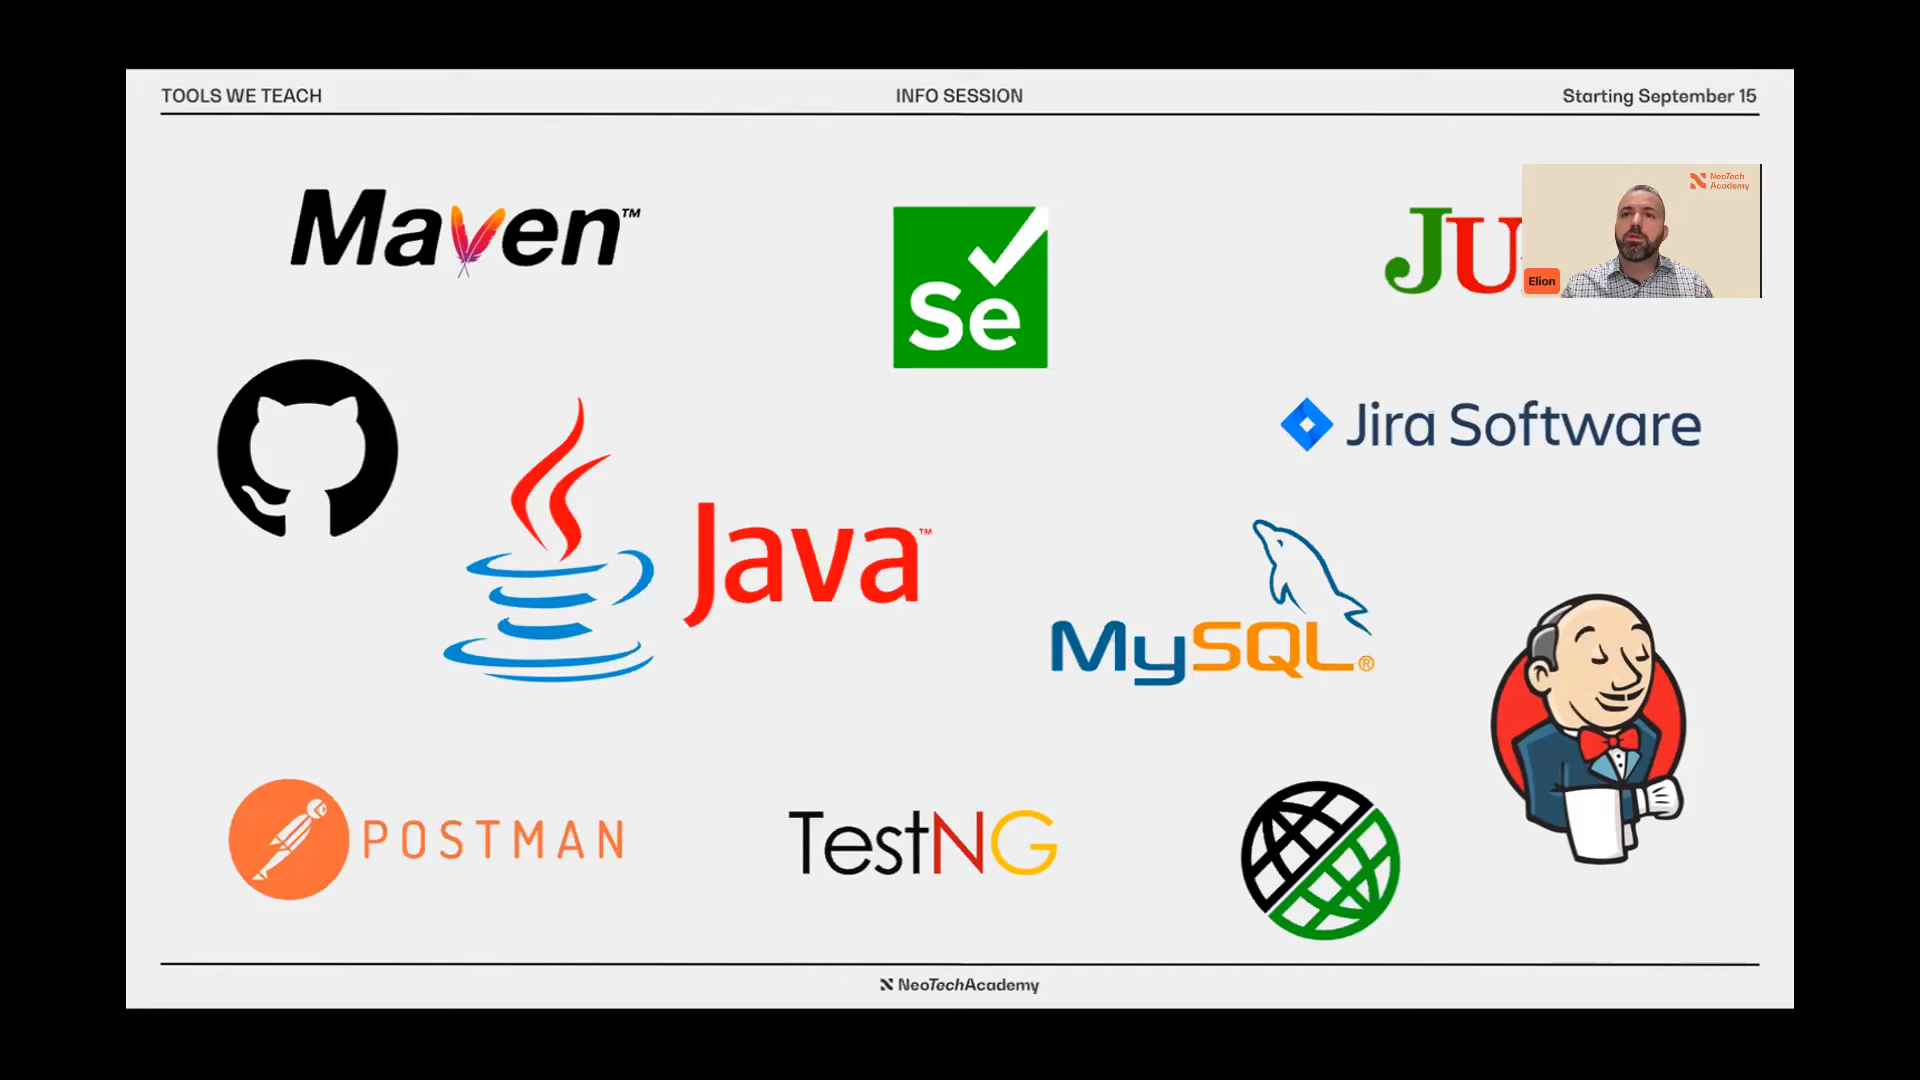 TOOLS WE TEACH
INFO SESSION
Starting September 15
Maven™
Se
JU
NeoTech
Academy
Elion
Jira Software
Java™
MySQL®
POSTMAN
TestNG
NeoTechAcademy